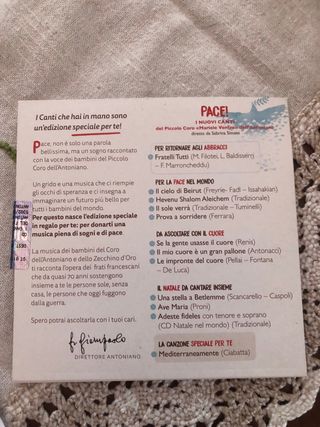 I Canti che hai in mano sono
un'edizione speciale per te!
Pace, non è solo una parola
bellissima, ma un sogno raccontato
con la voce dei bambini del Piccolo
Coro dell'Antoniano.
Un grido e una musica che ci riempie
gli occhi di speranza e ci insegna a
immaginare un futuro più bello per
tutti i bambini del mondo.
Per questo nasce l'edizione speciale
in regalo per te: per donarti una
musica piena di sogni e di pace.
La musica dei bambini del Coro
dell'Antoniano e dello Zecchino d'Oro
ti racconta l'opera dei frati francescani
che da quasi 70 anni sostengono
insieme a te le persone sole, senza
casa, le persone che oggi fuggono
dalla guerra.
Spero potrai ascoltarla con i tuoi cari.
fr. Giampaolo
DIRETTORE ANTONIANO
PACE!
I NUOVI CANTI
del Piccolo Coro «Mariele Ventre» dell'Antoniano
diretto da Sabrina Simoni
PER RITORNARE AGLI ABBRACCI
Fratelli Tutti (M. Filotei, L. Baldisserri
– F. Marroncheddu)
PER LA PACE NEL MONDO
Il cielo di Beirut (Freyrie- Fadl – Issahakian)
Hevenu Shalom Aleichem (Tradizionale)
Il sole verrà (Tradizionale – Tuminelli)
Prova a sorridere (Ferrara)
DA ASCOLTARE CON IL CUORE
Se la gente usasse il cuore (Renis)
Il mio cuore è un gran pallone (Antonacci)
Le impronte del cuore (Pellai – Fontana
– De Luca)
IL NATALE DA CANTARE INSIEME
Una stella a Betlemme (Scancarello – Caspoli)
Ave Maria (Proni)
Adeste fideles con tenore e soprano
(CD Natale nel mondo) (Tradizionale)
LA CANZONE SPECIALE PER TE
Mediterraneamente (Ciabatta)